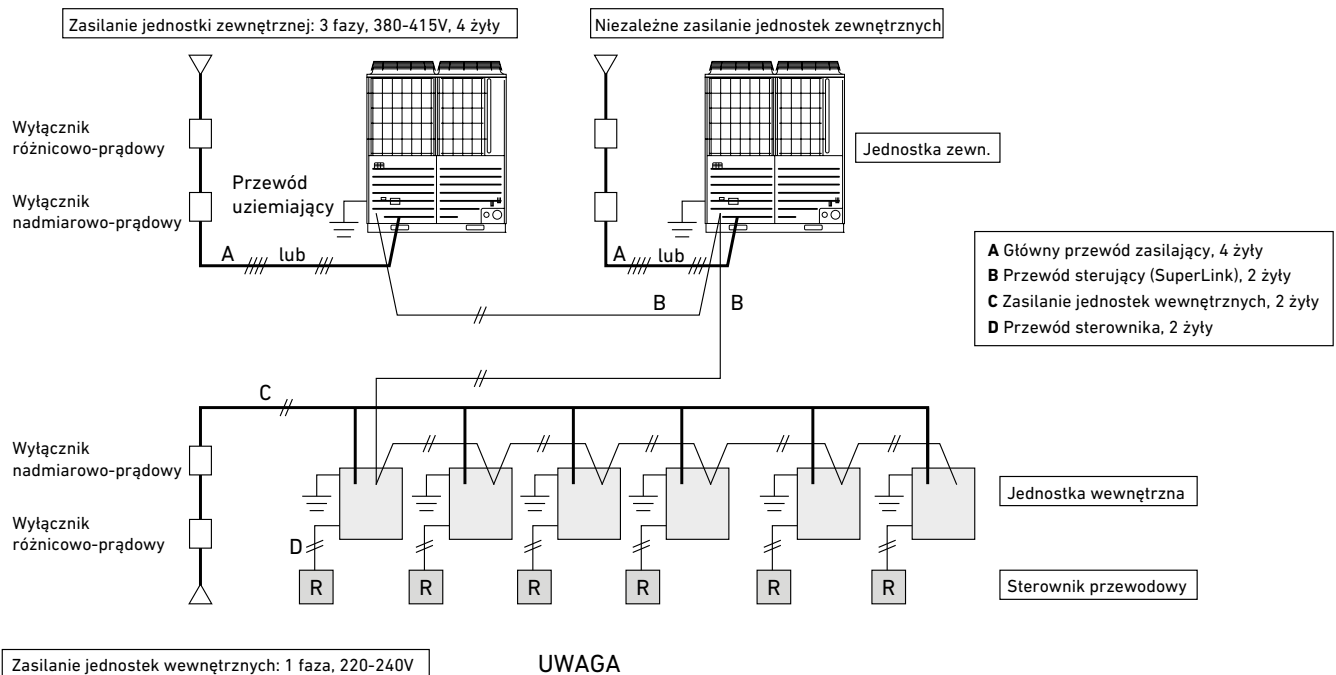 Zasilanie jednostki zewnętrznej: 3 fazy, 380-415V, 4 żyły
Niezależne zasilanie jednostek zewnętrznych
Wyłącznik
różnicowo-prądowy
Wyłącznik
nadmiarowo-prądowy
Przewód
uziemiający
Jednostka zewn.
A lub
A lub
B B
A Główny przewód zasilający, 4 żyły
B Przewód sterujący (SuperLink), 2 żyły
C Zasilanie jednostek wewnętrznych, 2 żyły
D Przewód sterownika, 2 żyły
C
Wyłącznik
nadmiarowo-prądowy
Wyłącznik
różnicowo-prądowy
Jednostka wewnętrzna
D
R R R R R R
Sterownik przewodowy
Zasilanie jednostek wewnętrznych: 1 faza, 220-240V
UWAGA